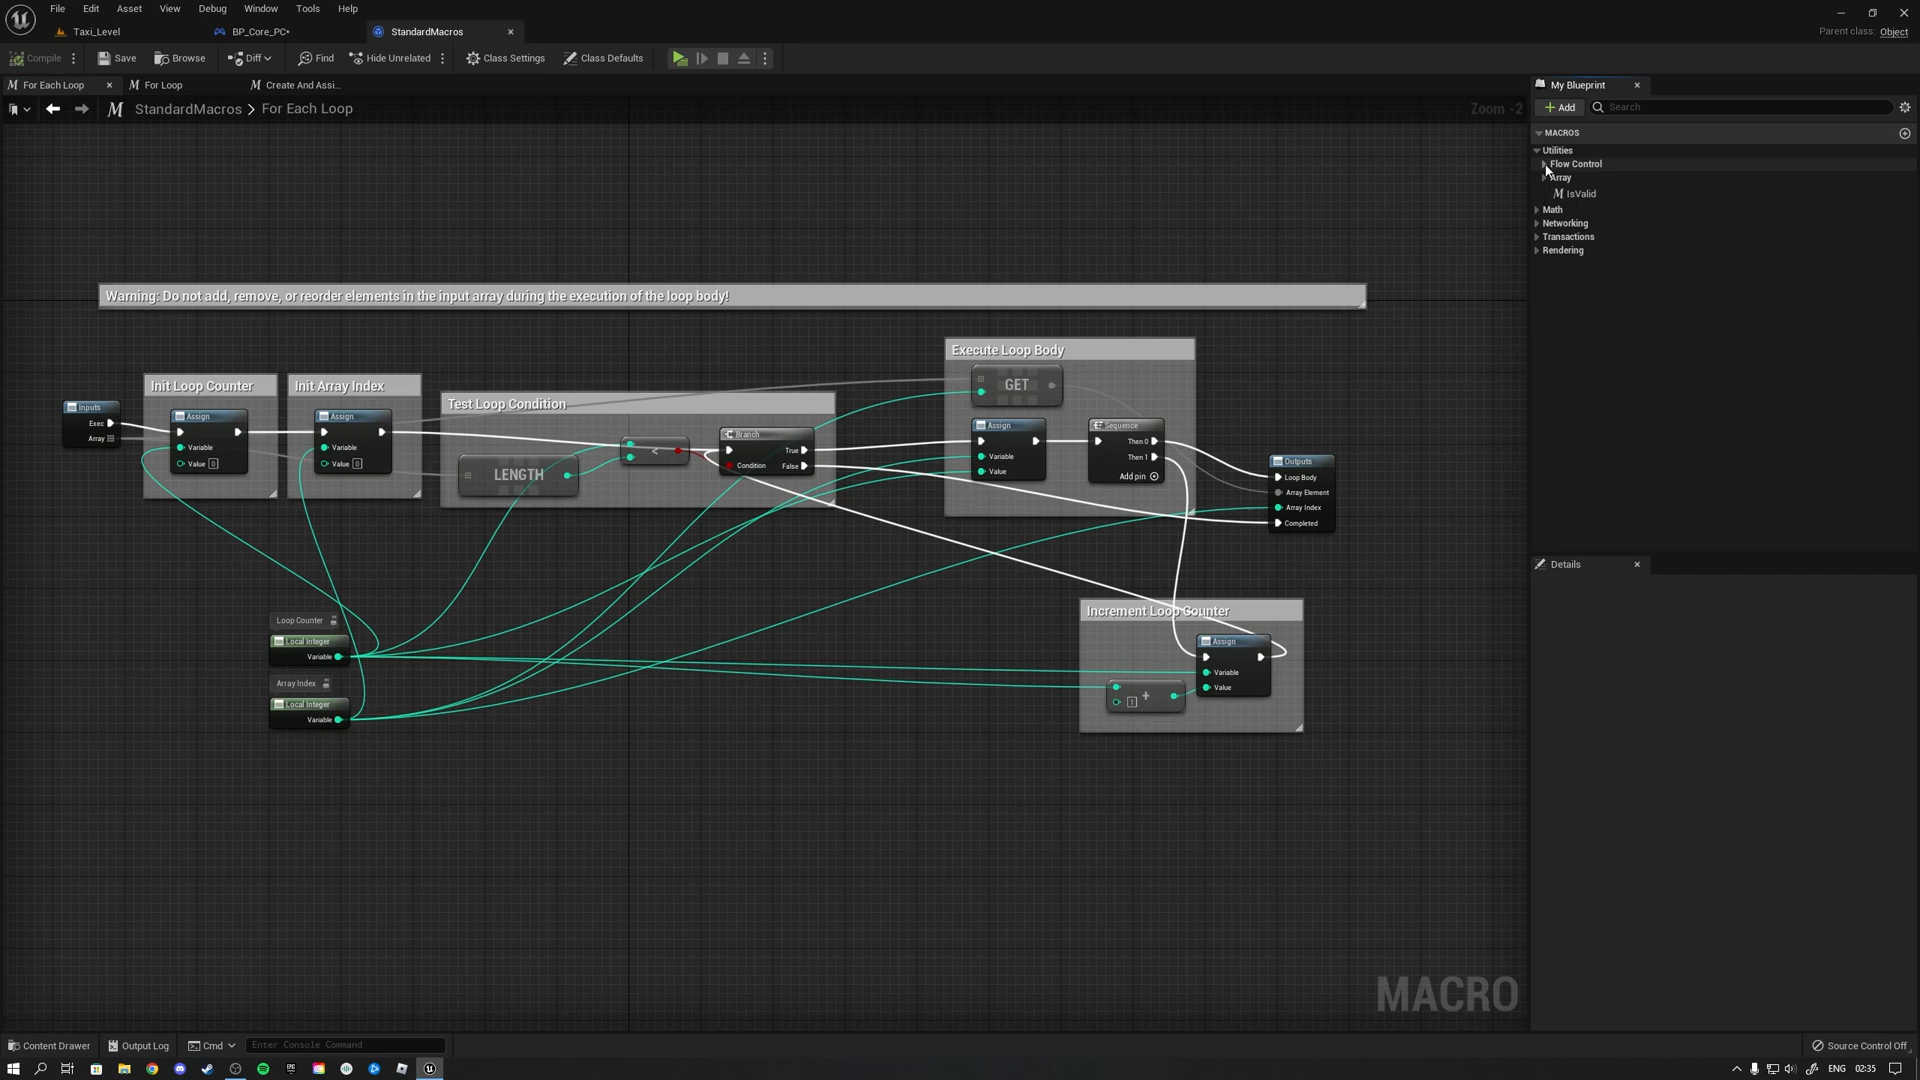 File Edit Asset View Debug Window Tools Help
Taxi_Level
BP_Core_PC*
StandardMacros
Parent class: Object
Compile
Save
Browse
Diff
Find
Hide Unrelated
Class Settings
Class Defaults
For Each Loop
For Loop
Create And Assi...
StandardMacros > For Each Loop
Zoom -2
My Blueprint
Add
Search
MACROS
Utilities
Flow Control
Array
IsValid
Math
Networking
Transactions
Rendering
Details
Warning: Do not add, remove, or reorder elements in the input array during the execution of the loop body!
Inputs
Exec
Array
Init Loop Counter
Assign
Variable
Value 0
Init Array Index
Assign
Variable
Value 0
Test Loop Condition
LENGTH
<
Branch
True
Condition False
Execute Loop Body
GET
Assign
Variable
Value
Sequence
Then 0
Then 1
Add pin
Outputs
Loop Body
Array Element
Array Index
Completed
Loop Counter
Local Integer
Variable
Array Index
Local Integer
Variable
Increment Loop Counter
Assign
Variable
Value
1 +
MACRO
Content Drawer
Output Log
Cmd
Enter Console Command
Source Control Off
ENG 02:35